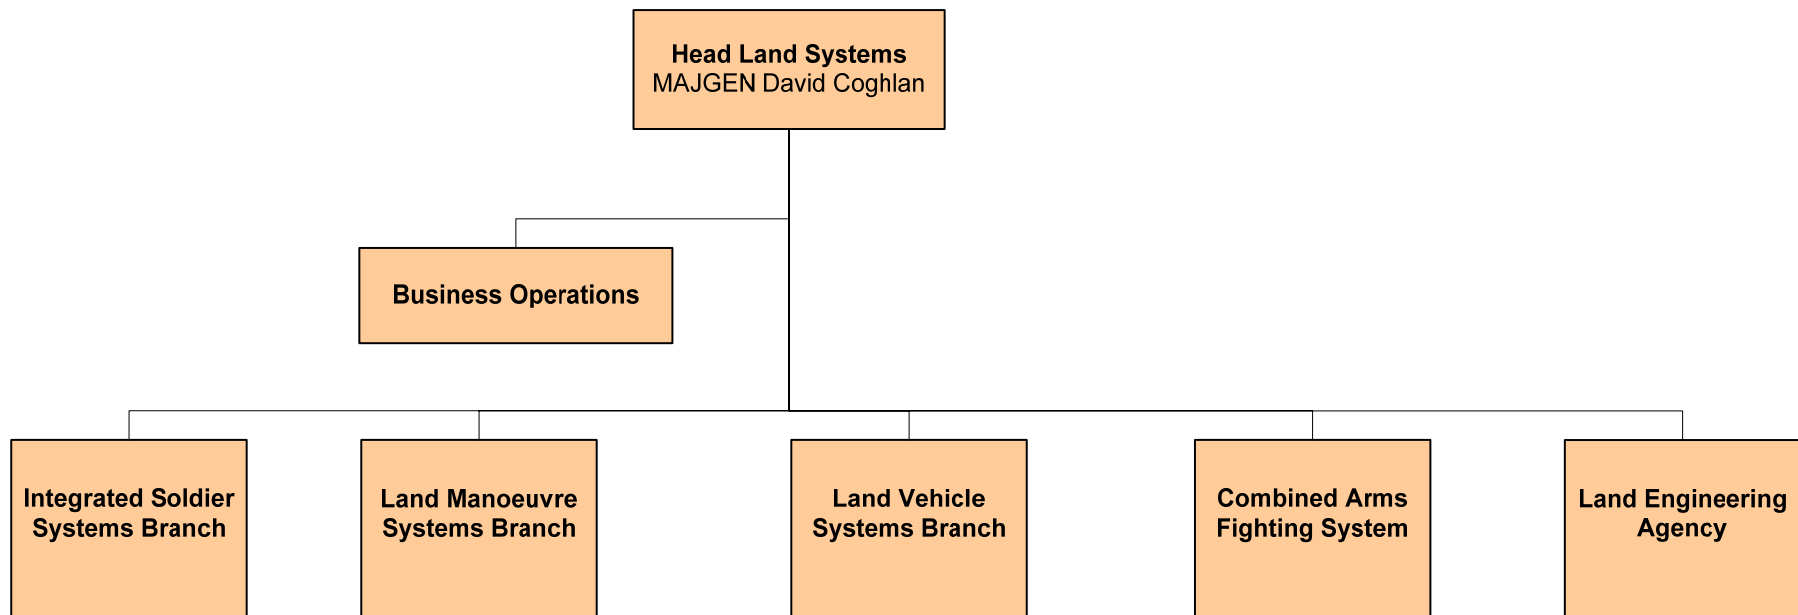 Head Land Systems
MAJGEN David Coghlan
Business Operations
Integrated Soldier
Systems Branch
Land Manoeuvre
Systems Branch
Land Vehicle
Systems Branch
Combined Arms
Fighting System
Land Engineering
Agency